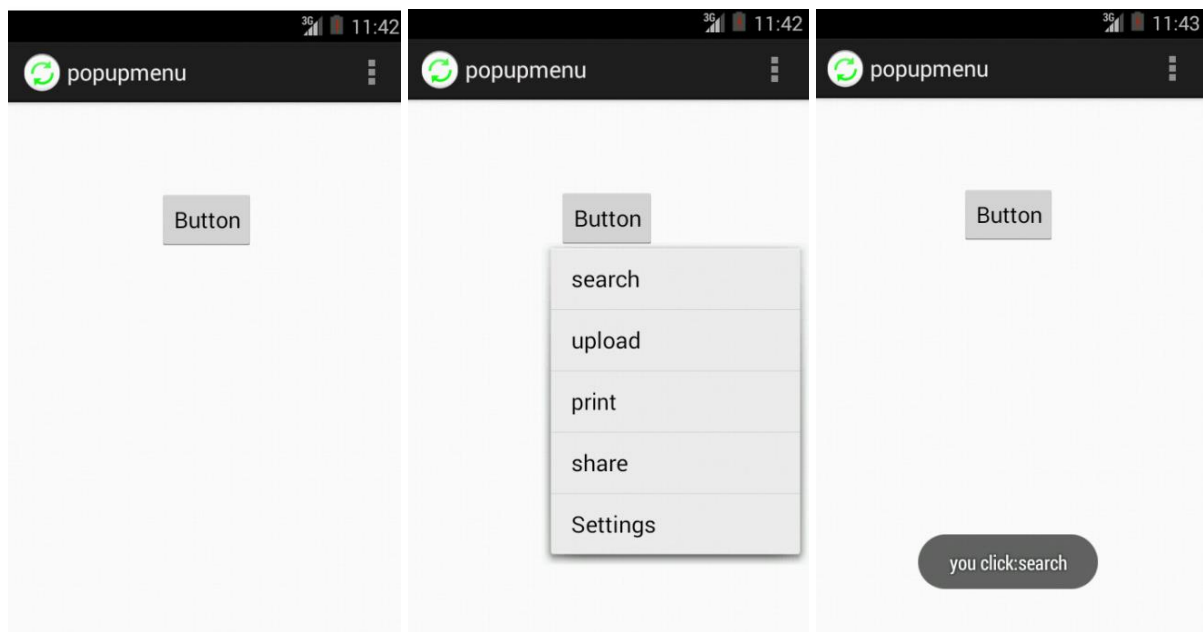 3G 11:42
popupmenu
Button
3G 11:42
popupmenu
Button
search
upload
print
share
Settings
3G 11:43
popupmenu
Button
you click:search